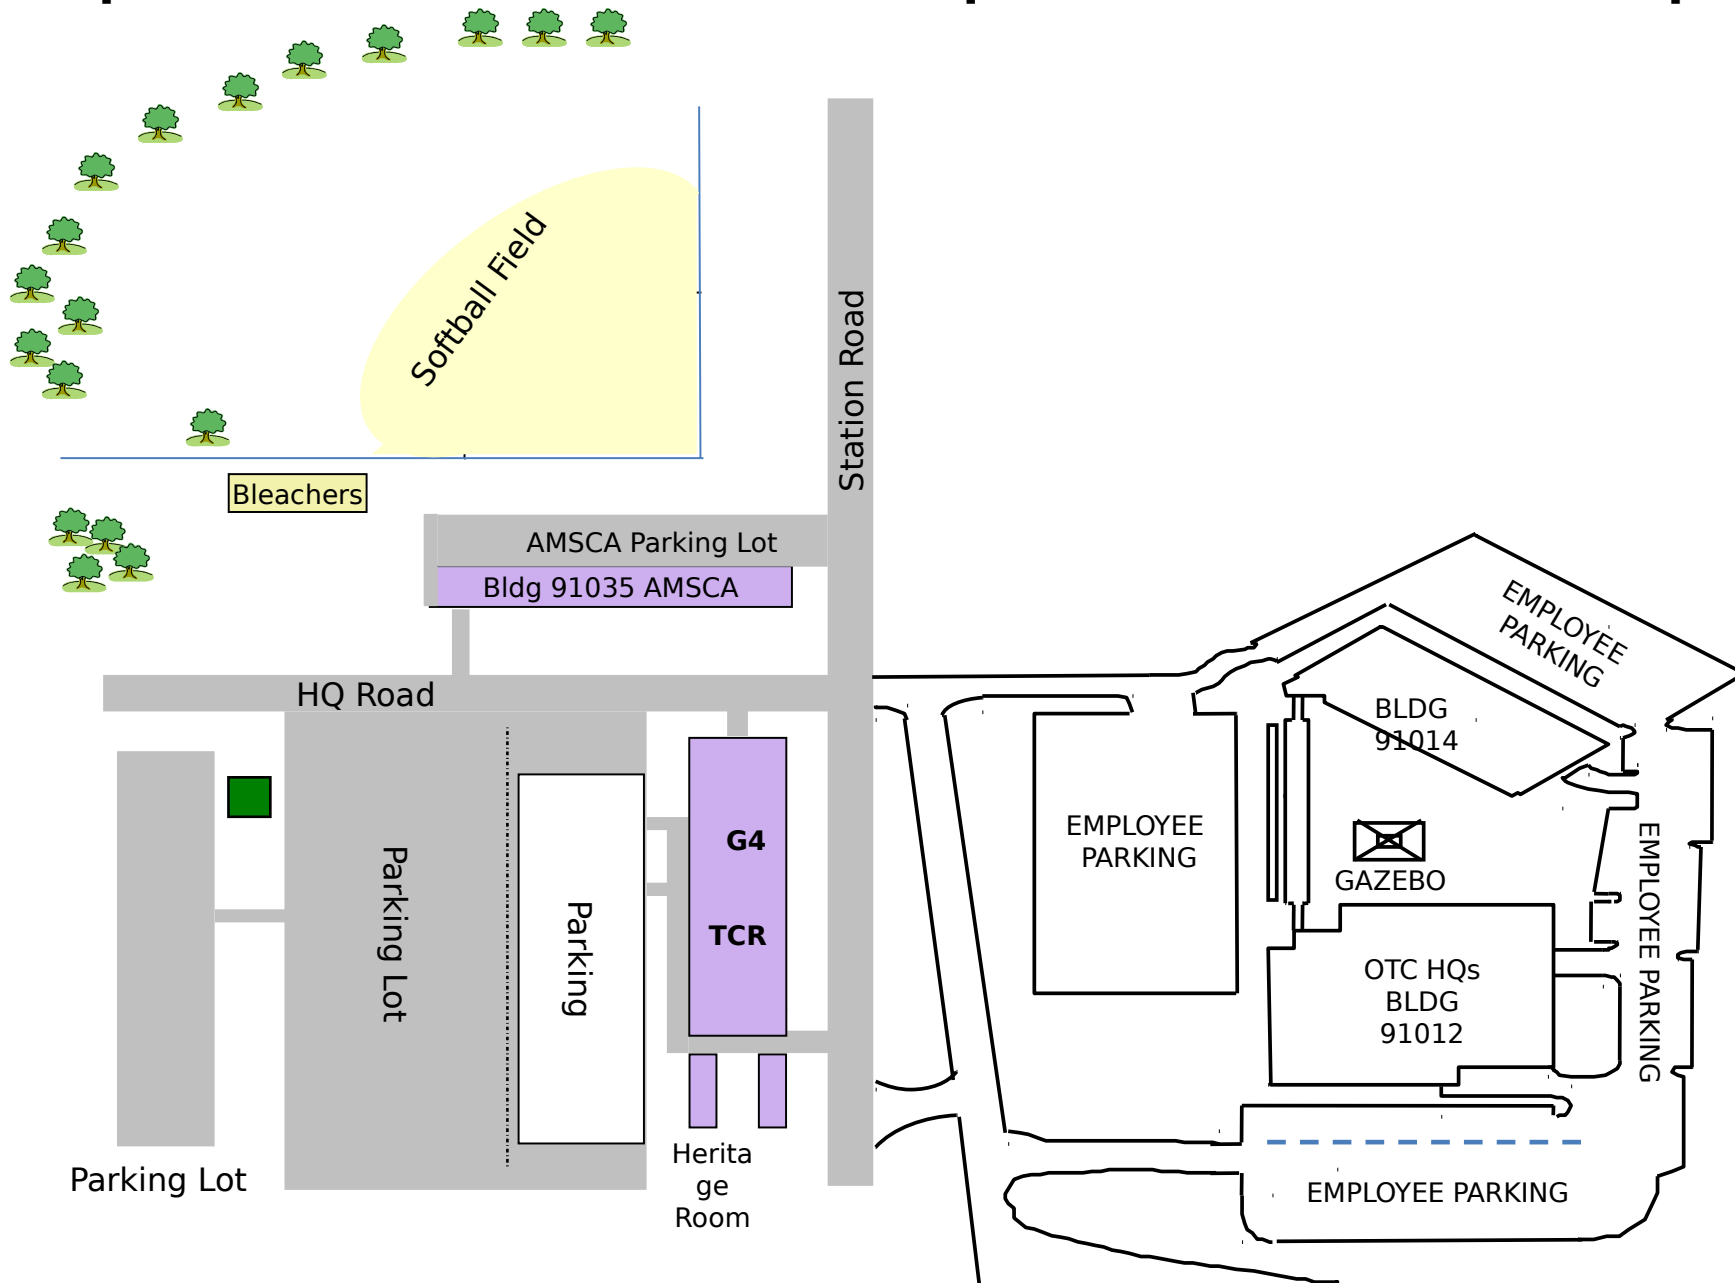 Softball Field
Station Road
Bleachers
AMSCA Parking Lot
Bldg 91035 AMSCA
HQ Road
EMPLOYEE
PARKING
BLDG
91014
Parking Lot
Parking
G4
TCR
EMPLOYEE
PARKING
GAZEBO
EMPLOYEE PARKING
OTC HQs
BLDG
91012
Parking Lot
Herita
ge
Room
EMPLOYEE PARKING